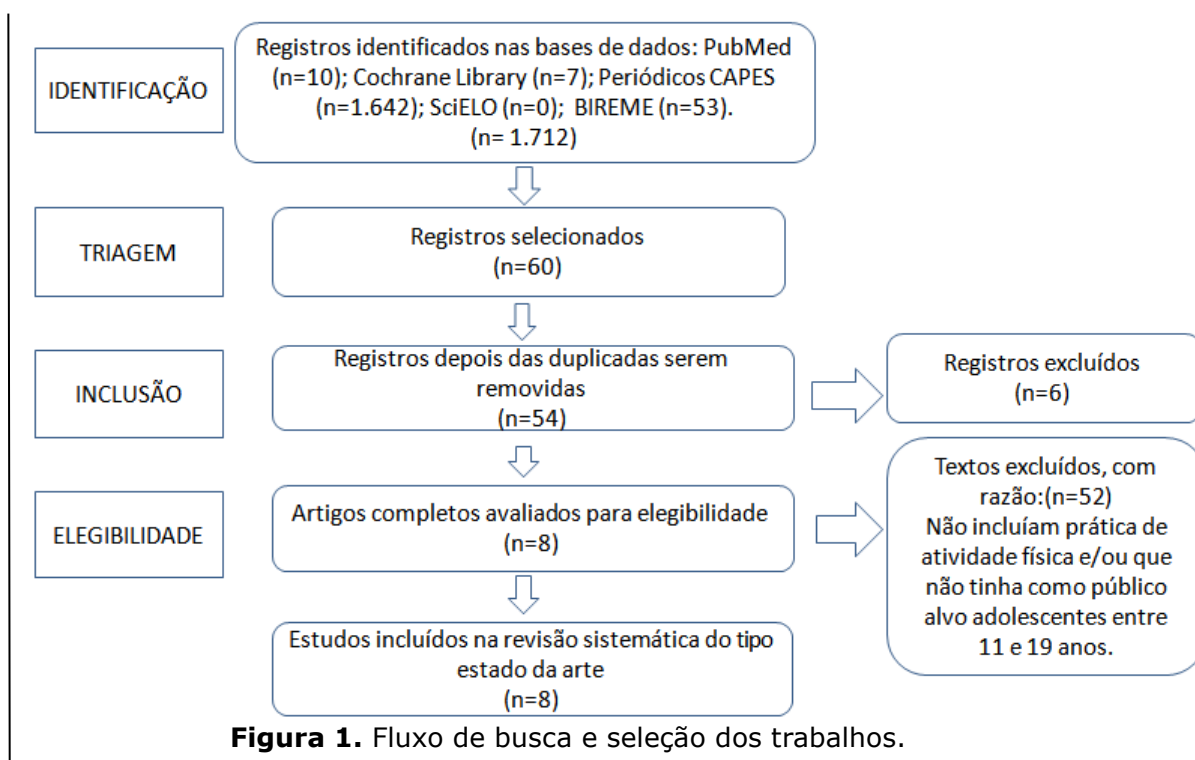 IDENTIFICAÇÃO
Registros identificados nas bases de dados: PubMed
(n=10); Cochrane Library (n=7); Periódicos CAPES
(n=1.642); SciELO (n=0); BIREME (n=53).
(n= 1.712)
TRIAGEM
Registros selecionados
(n=60)
INCLUSÃO
Registros depois das duplicadas serem
removidas
(n=54)
Registros excluídos
(n=6)
ELEGIBILIDADE
Artigos completos avaliados para elegibilidade
(n=8)
Textos excluídos, com
razão:(n=52)
Não incluíam prática de
atividade física e/ou que
não tinha como público
alvo adolescentes entre
11 e 19 anos.
Estudos incluídos na revisão sistemática do tipo
estado da arte
(n=8)
Figura 1. Fluxo de busca e seleção dos trabalhos.